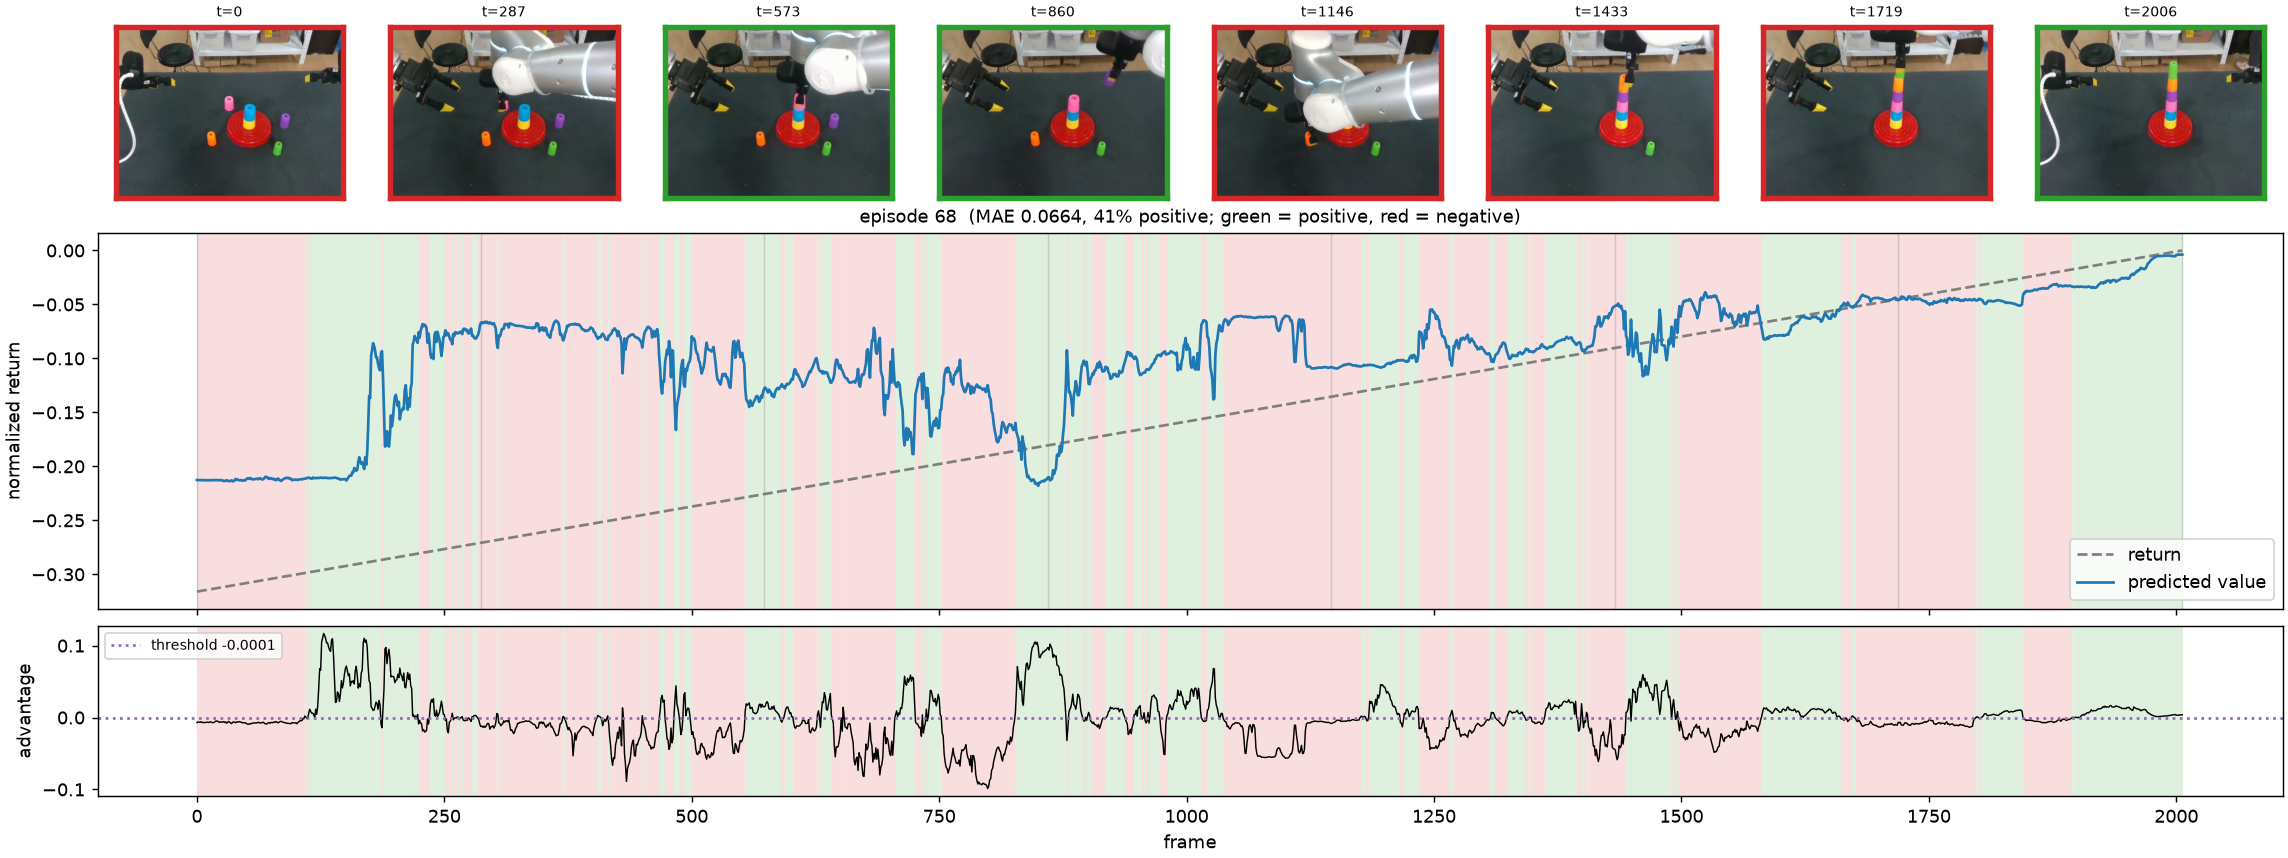 t=0 t=287 t=573 t=860 t=1146 t=1433 t=1719 t=2006
episode 68 (MAE 0.0664, 41% positive; green = positive, red = negative)
0.00
−0.05
−0.10
−0.15
−0.20
−0.25
−0.30
normalized return
return
predicted value
threshold -0.0001
0.1
0.0
−0.1
advantage
0 250 500 750 1000 1250 1500 1750 2000
frame